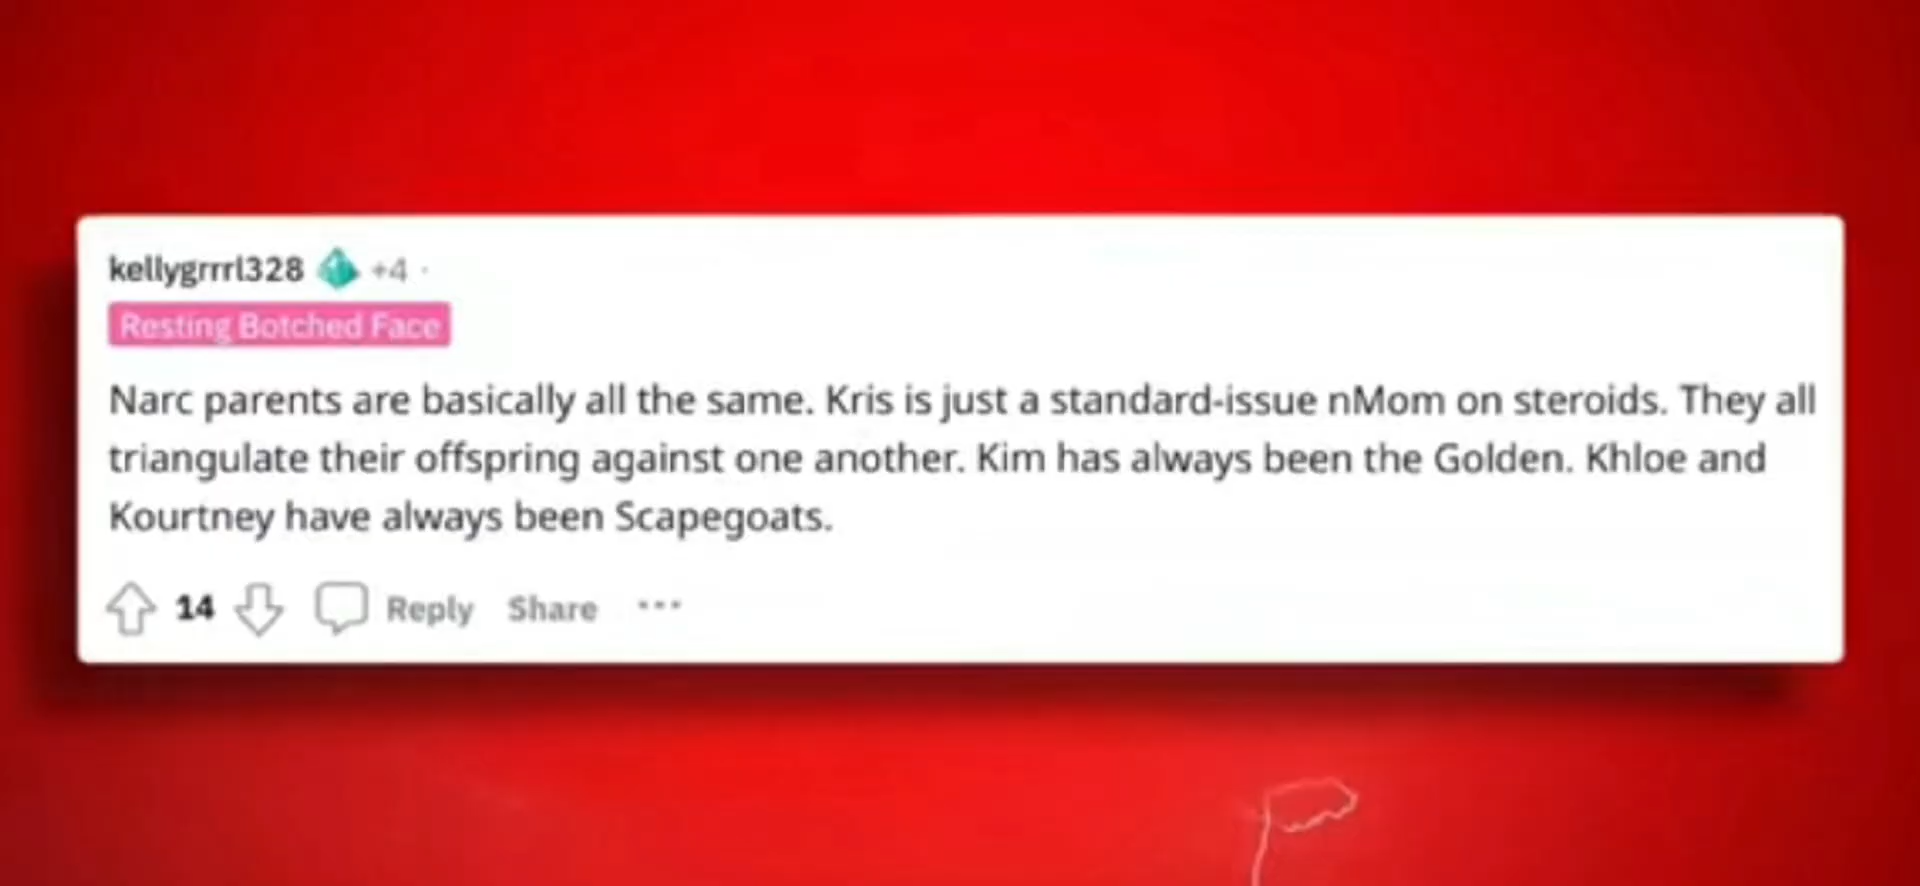 kellygrrrl328 +4 ·
Resting Botched Face
Narc parents are basically all the same. Kris is just a standard-issue nMom on steroids. They all
triangulate their offspring against one another. Kim has always been the Golden. Khloe and
Kourtney have always been Scapegoats.
14 Reply Share ...